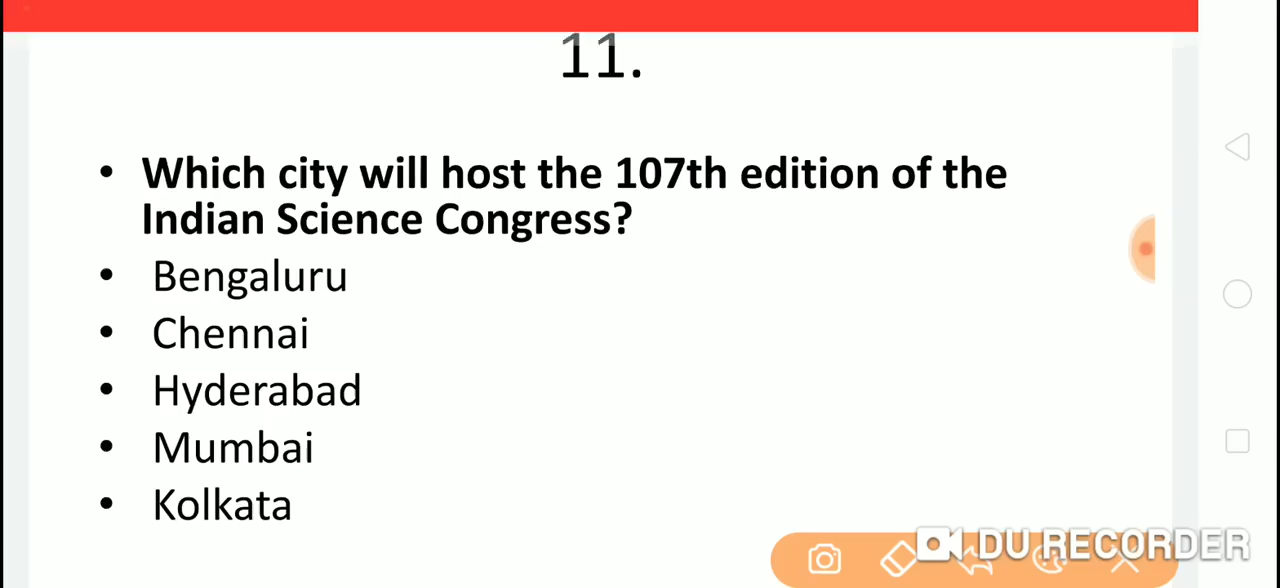 11.
• Which city will host the 107th edition of the
Indian Science Congress?
• Bengaluru
• Chennai
• Hyderabad
• Mumbai
• Kolkata
DU RECORDER